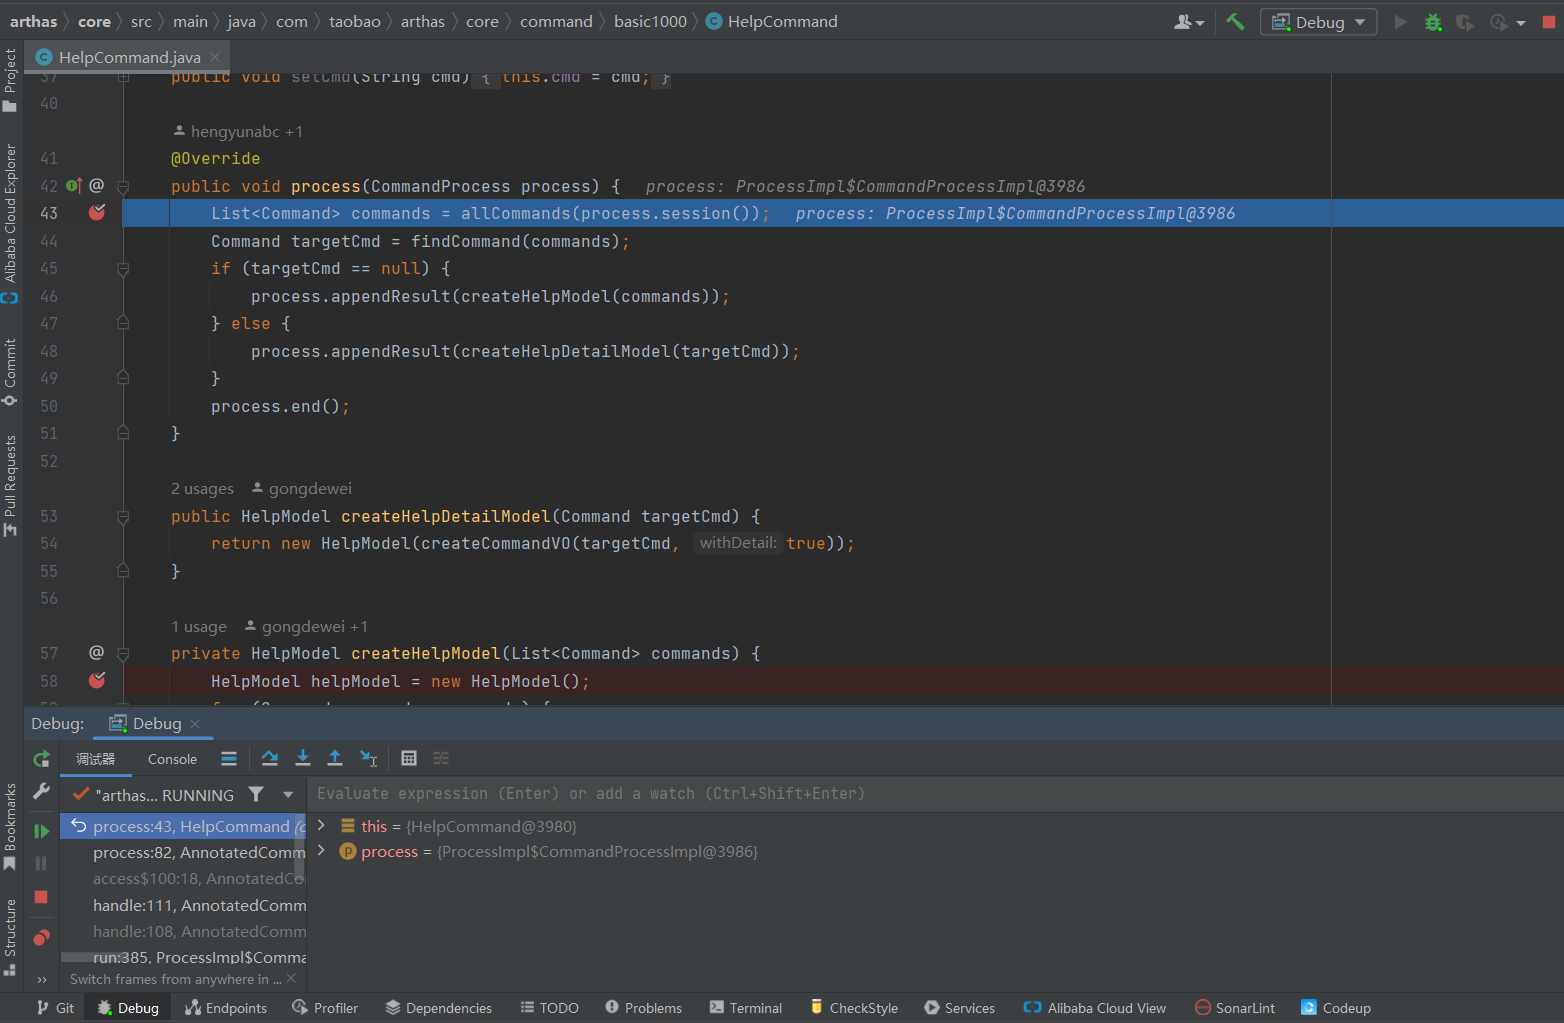 arthas core src main java com taobao arthas core command basic1000 HelpCommand Debug
HelpCommand.java
37 public void setCmd(String cmd) { this.cmd = cmd; }
40
hengyunabc +1
41 @Override
42 public void process(CommandProcess process) { process: ProcessImpl$CommandProcessImpl@3986
43 List<Command> commands = allCommands(process.session()); process: ProcessImpl$CommandProcessImpl@3986
44 Command targetCmd = findCommand(commands);
45 if (targetCmd == null) {
46 process.appendResult(createHelpModel(commands));
47 } else {
48 process.appendResult(createHelpDetailModel(targetCmd));
49 }
50 process.end();
51 }
52
2 usages gongdewei
53 public HelpModel createHelpDetailModel(Command targetCmd) {
54 return new HelpModel(createCommandVO(targetCmd, withDetail: true));
55 }
56
1 usage gongdewei +1
57 private HelpModel createHelpModel(List<Command> commands) {
58 HelpModel helpModel = new HelpModel();
Project
Alibaba Cloud Explorer
Commit
Pull Requests
Bookmarks
Structure
Debug: Debug
调试器 Console
"arthas... RUNNING
Evaluate expression (Enter) or add a watch (Ctrl+Shift+Enter)
process:43, HelpCommand
this = {HelpCommand@3980}
process:82, AnnotatedComm
p process = {ProcessImpl$CommandProcessImpl@3986}
access$100:18, AnnotatedCo
handle:111, AnnotatedComm
handle:108, AnnotatedComm
run:385, ProcessImpl$Comma
Switch frames from anywhere in ...
Git Debug Endpoints Profiler Dependencies TODO Problems Terminal CheckStyle Services Alibaba Cloud View SonarLint Codeup